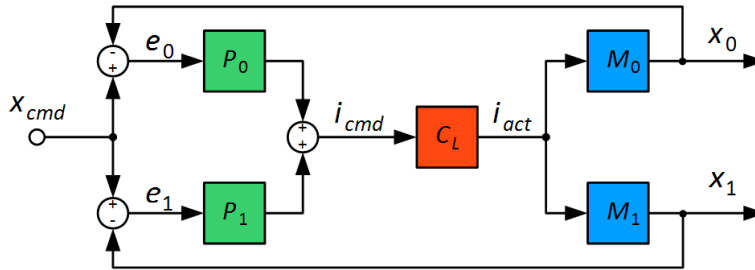 x0
e0
P0
M0
-
+
xcmd
+
+
icmd
CL
iact
+
-
e1
P1
M1
x1